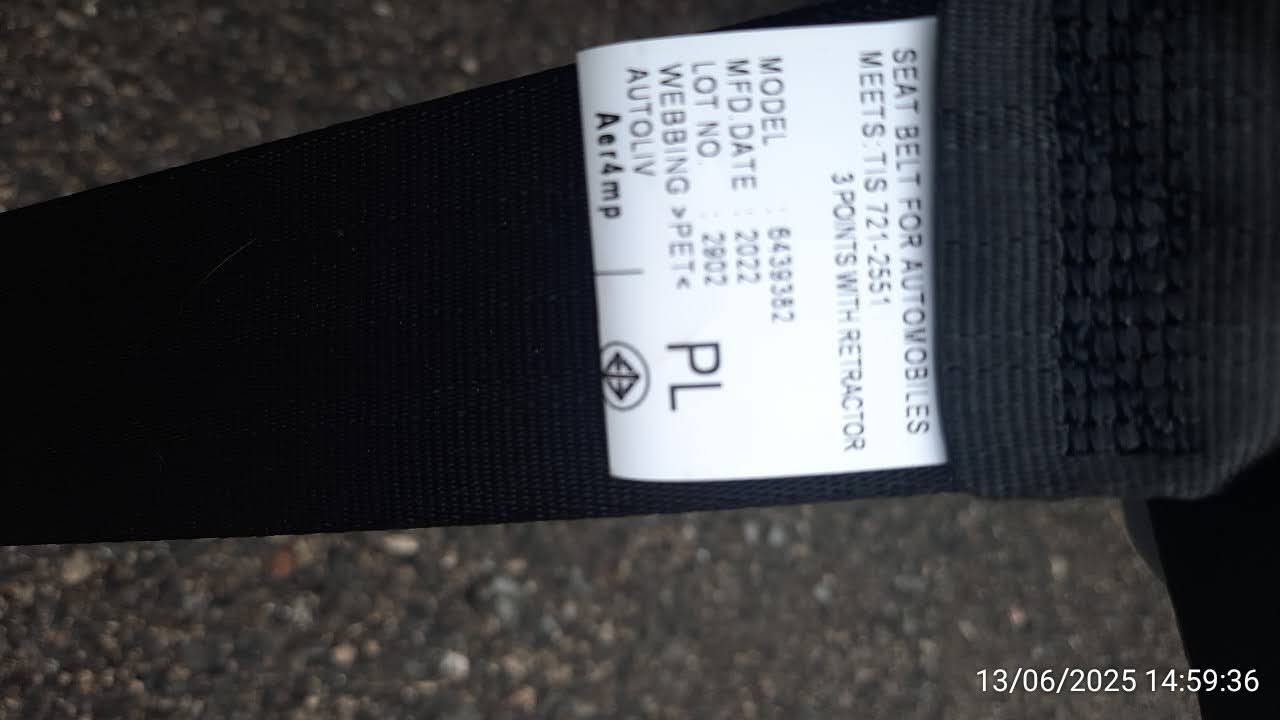 SEAT BELT FOR AUTOMOBILES
MEETS:TIS 721-2551
3 POINTS WITH RETRACTOR
MODEL : 6439382
MFD.DATE : 2022
LOT NO. : 2902
WEBBING >PET<
PL
AUTOLIV
Aer4mp
13/06/2025 14:59:36